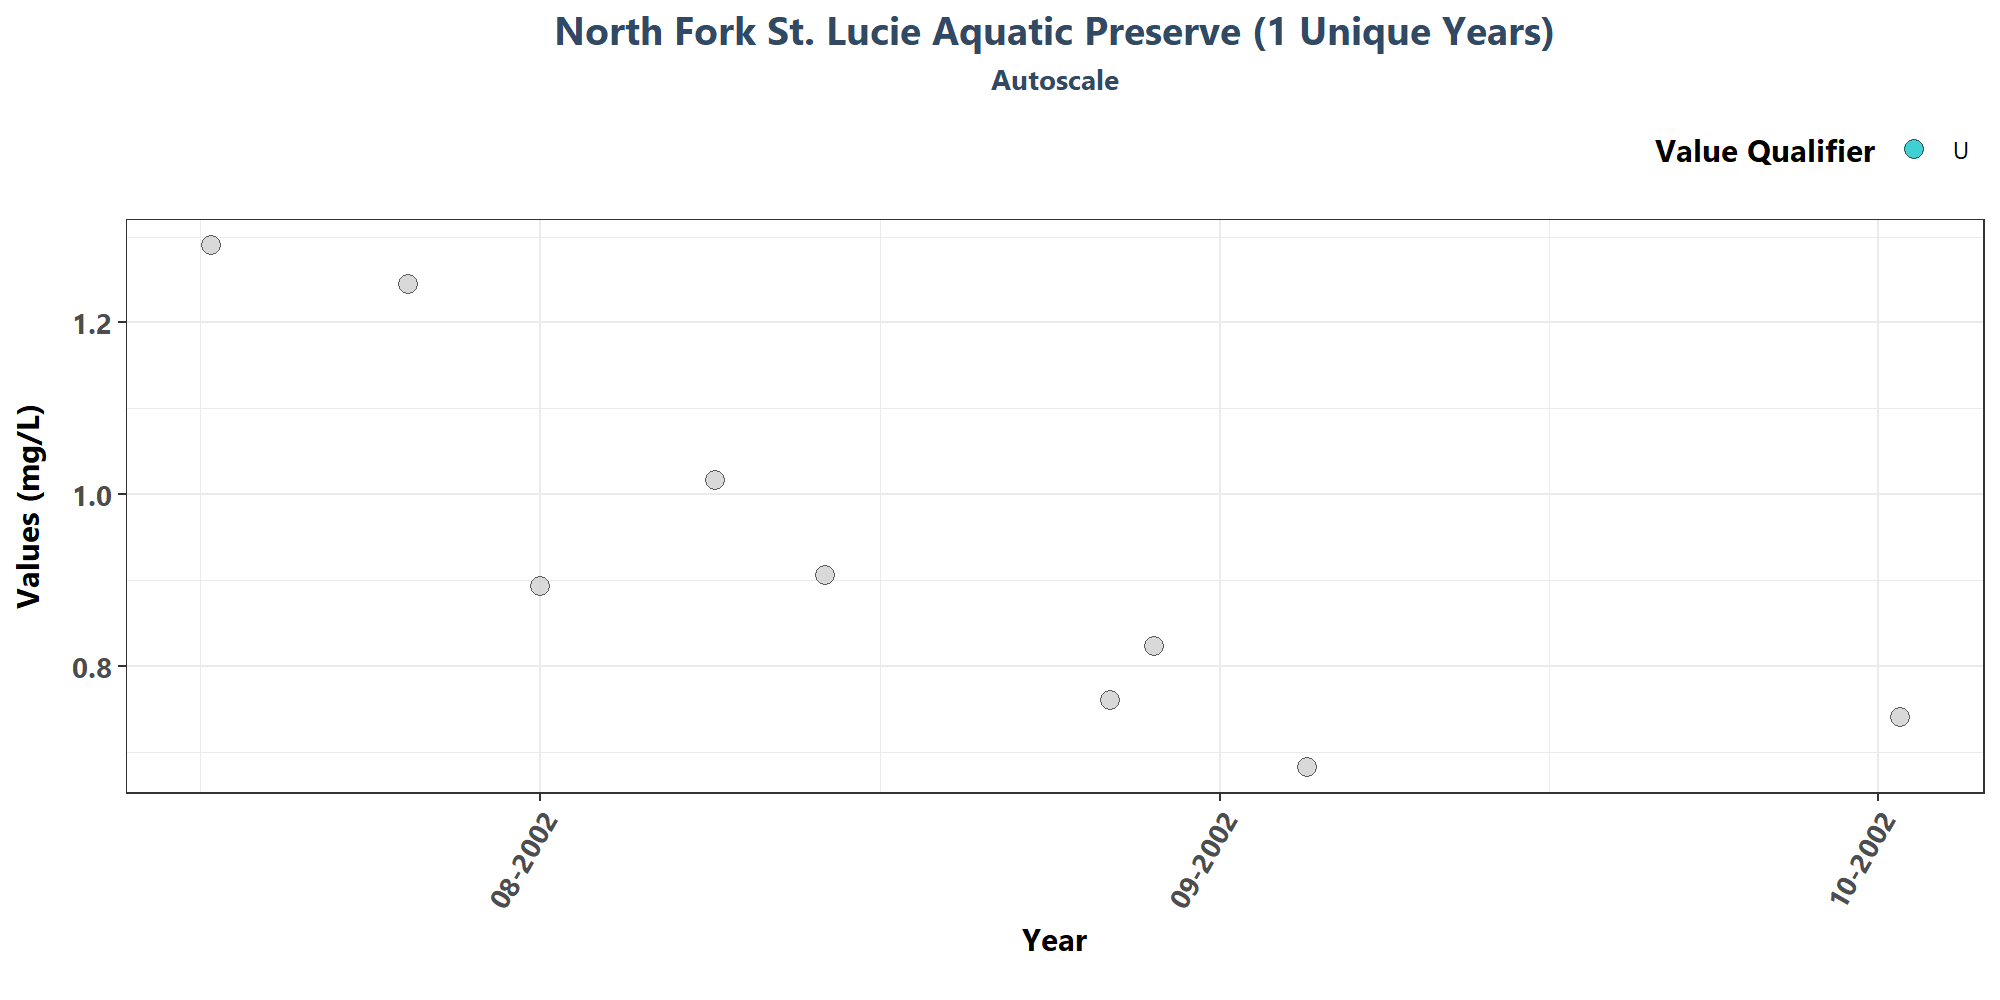 North Fork St. Lucie Aquatic Preserve (1 Unique Years)
Autoscale
Value Qualifier U
1.2
1.0
0.8
Values (mg/L)
08-2002
09-2002
10-2002
Year